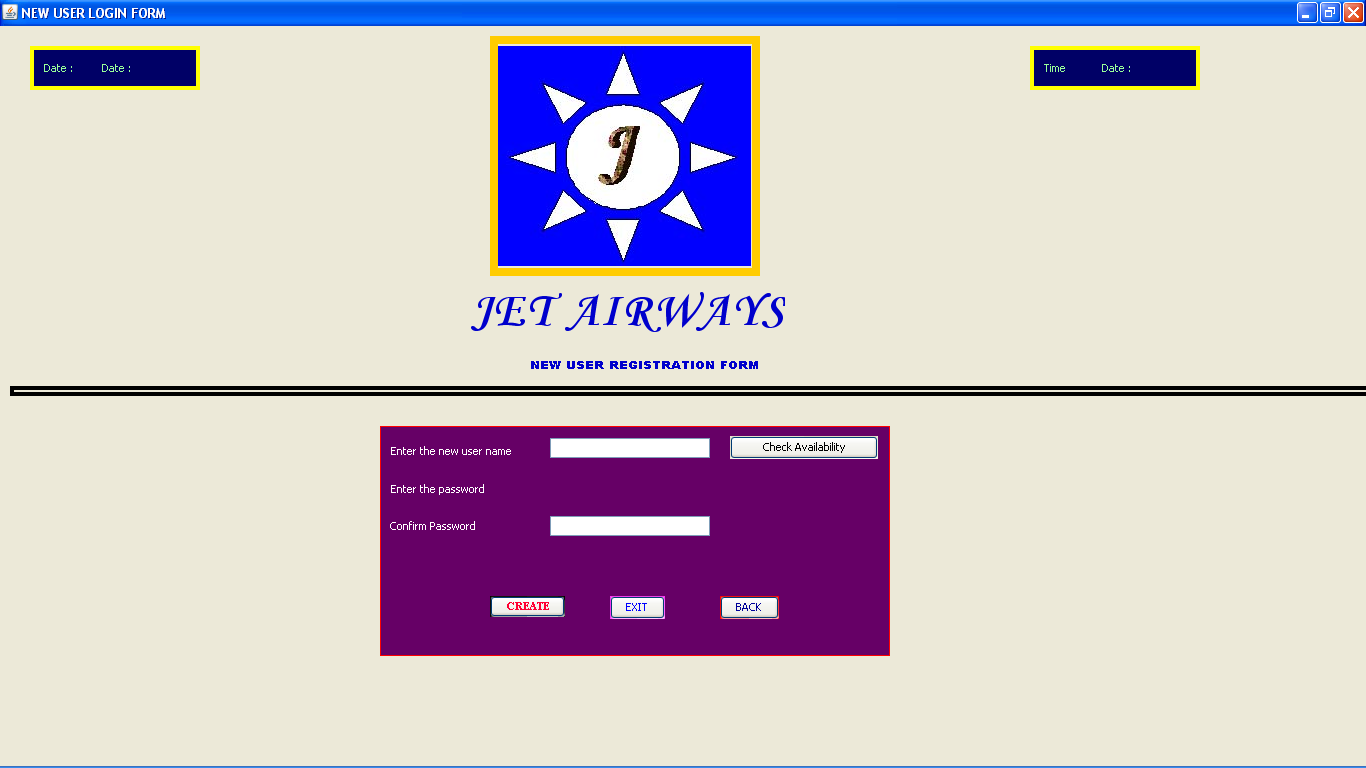 NEW USER LOGIN FORM
Date : Date :
Time Date :
J
JET AIRWAYS
NEW USER REGISTRATION FORM
Enter the new user name Check Availability
Enter the password
Confirm Password
CREATE EXIT BACK